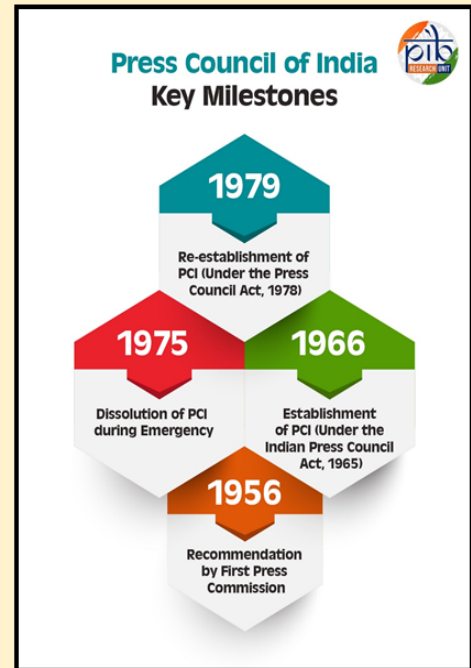 Press Council of India
Key Milestones
pib
RESEARCH UNIT
1979
Re-establishment of
PCI (Under the Press
Council Act, 1978)
1975
Dissolution of PCI
during Emergency
1966
Establishment
of PCI (Under the
Indian Press Council
Act, 1965)
1956
Recommendation
by First Press
Commission